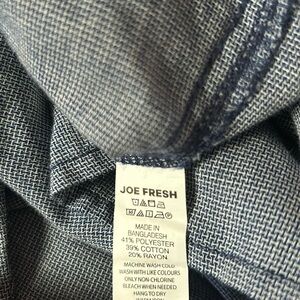 JOE FRESH
MADE IN
BANGLADESH
41% POLYESTER
39% COTTON
20% RAYON
MACHINE WASH COLD
WASH WITH LIKE COLOURS
ONLY NON-CHLORINE
BLEACH WHEN NEEDED
HANG TO DRY